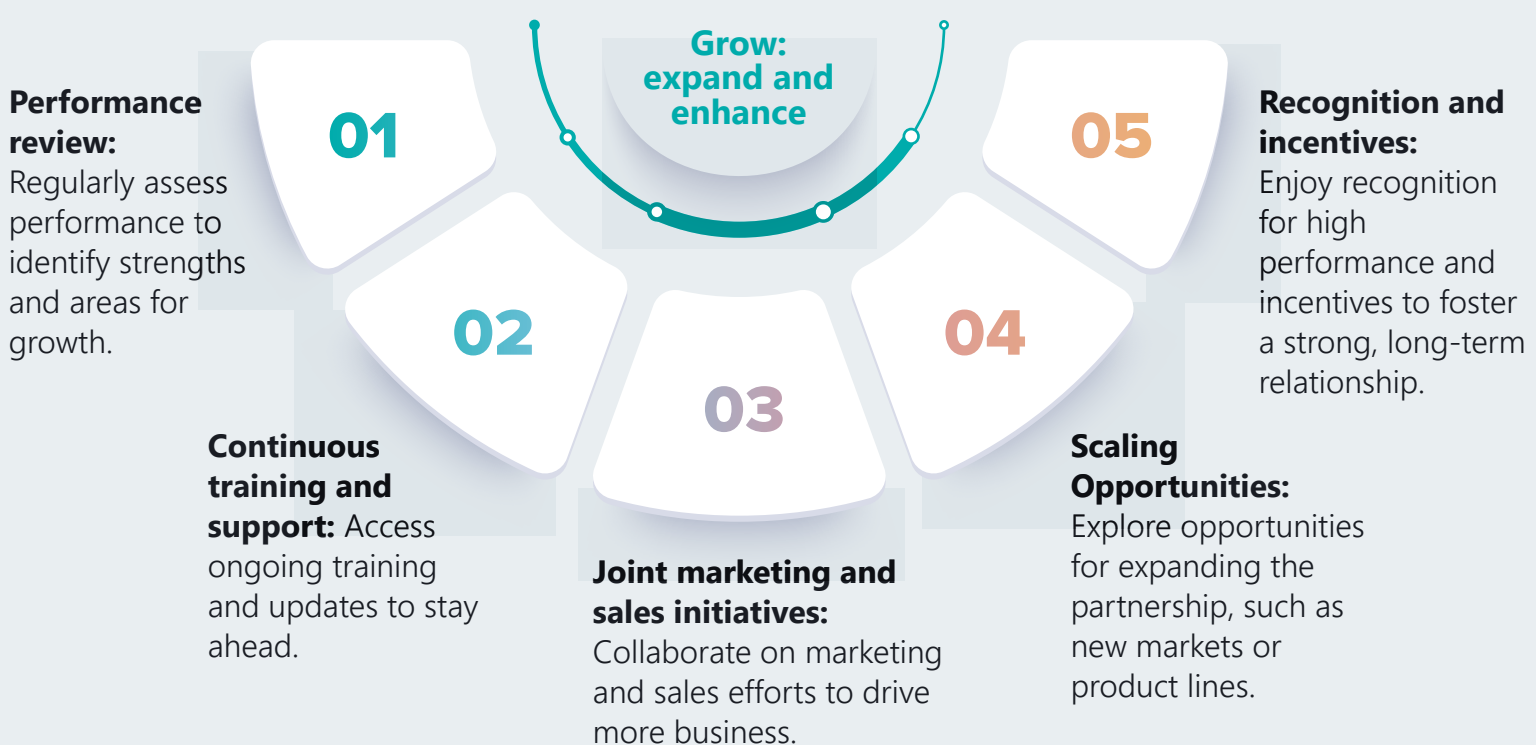 Grow:
expand and
enhance
01
Performance
review:
Regularly assess
performance to
identify strengths
and areas for
growth.
02
Continuous
training and
support: Access
ongoing training
and updates to stay
ahead.
03
Joint marketing and
sales initiatives:
Collaborate on marketing
and sales efforts to drive
more business.
04
Scaling
Opportunities:
Explore opportunities
for expanding the
partnership, such as
new markets or
product lines.
05
Recognition and
incentives:
Enjoy recognition
for high
performance and
incentives to foster
a strong, long-term
relationship.